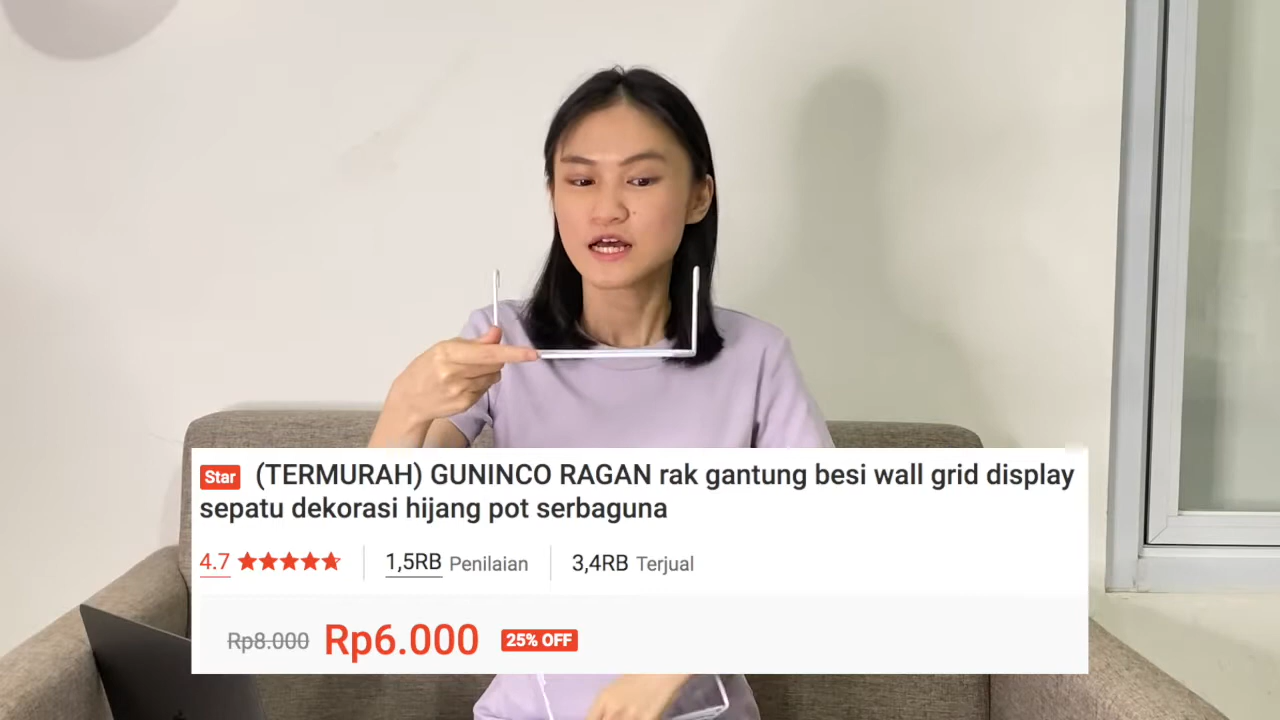 Star (TERMURAH) GUNINCO RAGAN rak gantung besi wall grid display
sepatu dekorasi hijang pot serbaguna
4.7 1,5RB Penilaian 3,4RB Terjual
Rp8.000 Rp6.000 25% OFF